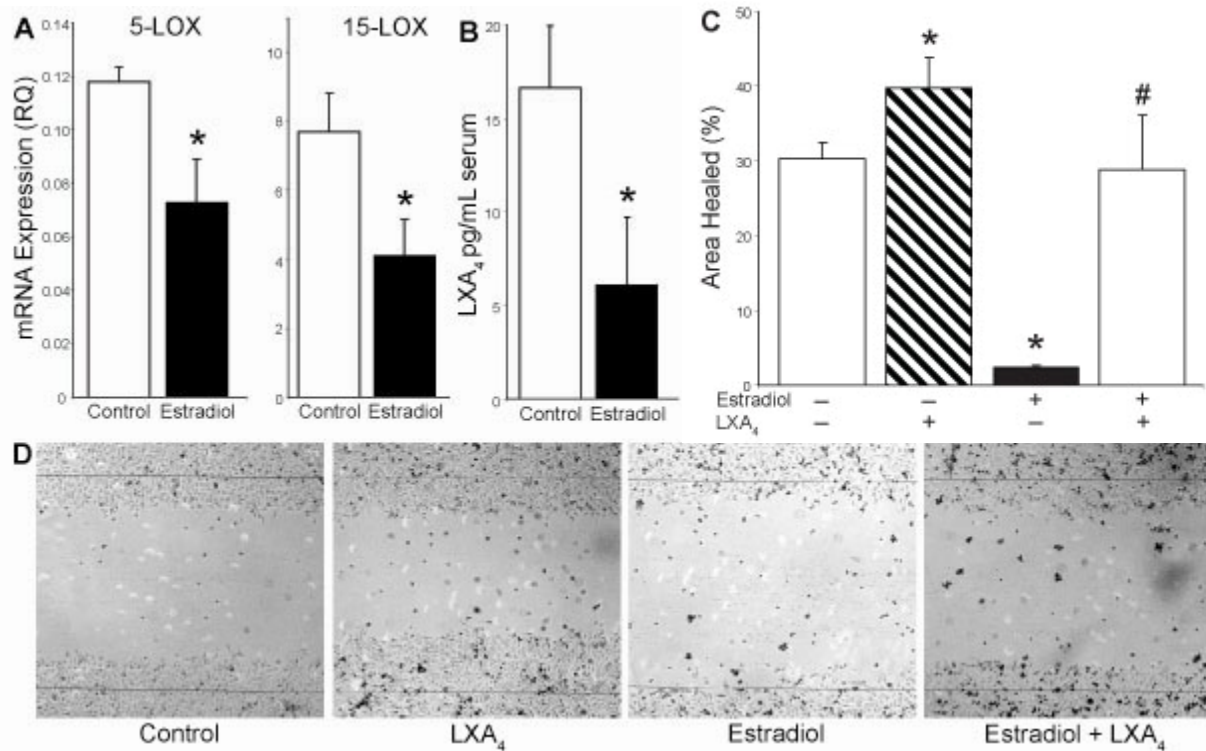 A 5-LOX 15-LOX B C
mRNA Expression (RQ)
0.14
0.12
0.10
0.08
0.06
0.04
0.02
0
*
Control Estradiol
10
8
6
4
2
0
*
Control Estradiol
LXA₄ pg/mL serum
20
15
10
5
0
*
Control Estradiol
Area Healed (%)
50
40
30
20
10
0
* * #
Estradiol – – + +
LXA₄ – + – +
D
Control LXA₄ Estradiol Estradiol + LXA₄